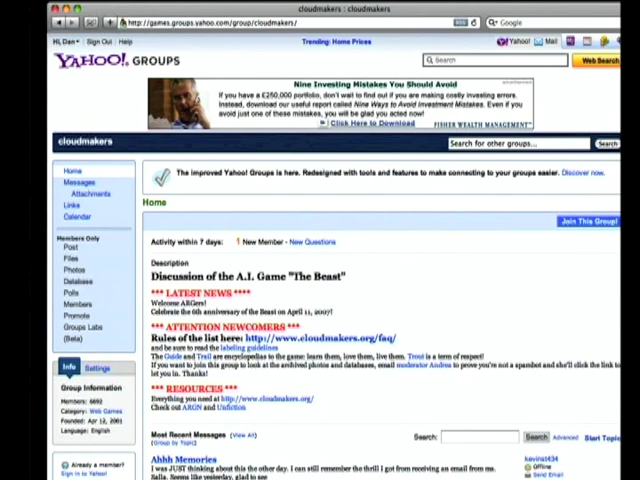 cloudmakers : cloudmakers
http://games.groups.yahoo.com/group/cloudmakers/
Google
Hi, Dan Sign Out Help
Trending: Home Prices
Yahoo! Mail
YAHOO! GROUPS
Search
Web Search
Nine Investing Mistakes You Should Avoid
If you have a £250,000 portfolio, don't wait to find out if you are making costly investing errors.
Instead, download our useful report called Nine Ways to Avoid Investment Mistakes. Even if you
avoid just one of these mistakes, you will be glad you acted now!
Click Here to Download
FISHER WEALTH MANAGEMENT™
cloudmakers
Search for other groups...
Search
Home
Messages
Attachments
Links
Calendar
Members Only
Post
Files
Photos
Database
Polls
Members
Promote
Groups Labs
(Beta)
Info
Settings
Group Information
Members: 6692
Category: Web Games
Founded: Apr 12, 2001
Language: English
Already a member?
Sign in to Yahoo!
The improved Yahoo! Groups is here. Redesigned with tools and features to make connecting to your groups easier. Discover now.
Home
Join This Group!
Activity within 7 days: 1 New Member - New Questions
Description
Discussion of the A.I. Game "The Beast"
*** LATEST NEWS ****
Welcome ARGers!
Celebrate the 6th anniversary of the Beast on April 11, 2007!
*** ATTENTION NEWCOMERS ***
Rules of the list here: http://www.cloudmakers.org/faq/
and be sure to read the labeling guidelines
The Guide and Trail are encyclopedias to the game: learn them, love them, live them. Trout is a term of respect!
If you want to join this group to look at the archived photos and databases, email moderator Andrea to prove you're not a spambot and she'll click the link to
let you in. Thanks!
*** RESOURCES ***
Everything you need at http://www.cloudmakers.org/
Check out ARGN and Unfiction
Most Recent Messages (View All)
(Group by Topic)
Search:
Search
Advanced
Start Topic
Ahhh Memories
I was JUST thinking about this the other day. I can still remember the thrill I got from receiving an email from me.
Salla. Seems like yesterday, glad to see
kevinst434
Offline
Send Email